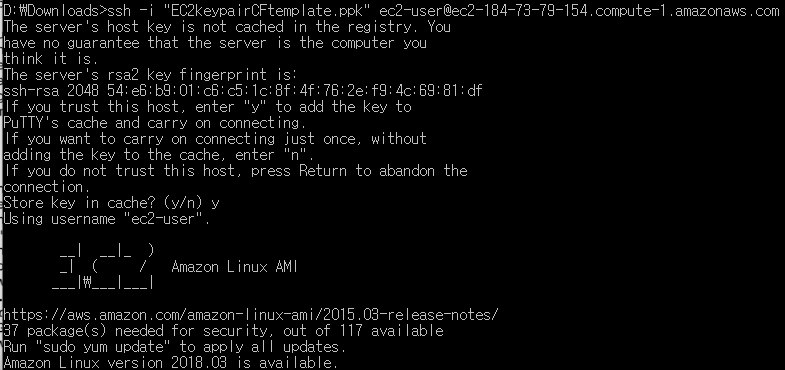 D:₩Downloads>ssh -i "EC2keypairCFtemplate.ppk" ec2-user@ec2-184-73-79-154.compute-1.amazonaws.com
The server's host key is not cached in the registry. You
have no guarantee that the server is the computer you
think it is.
The server's rsa2 key fingerprint is:
ssh-rsa 2048 54:e6:b9:01:c6:c5:1c:8f:4f:76:2e:f9:4c:69:81:df
If you trust this host, enter "y" to add the key to
PuTTY's cache and carry on connecting.
If you want to carry on connecting just once, without
adding the key to the cache, enter "n".
If you do not trust this host, press Return to abandon the
connection.
Store key in cache? (y/n) y
Using username "ec2-user".
__|  __|_  )
_|  (     /   Amazon Linux AMI
___|₩___|___|
https://aws.amazon.com/amazon-linux-ami/2015.03-release-notes/
37 package(s) needed for security, out of 117 available
Run "sudo yum update" to apply all updates.
Amazon Linux version 2018.03 is available.